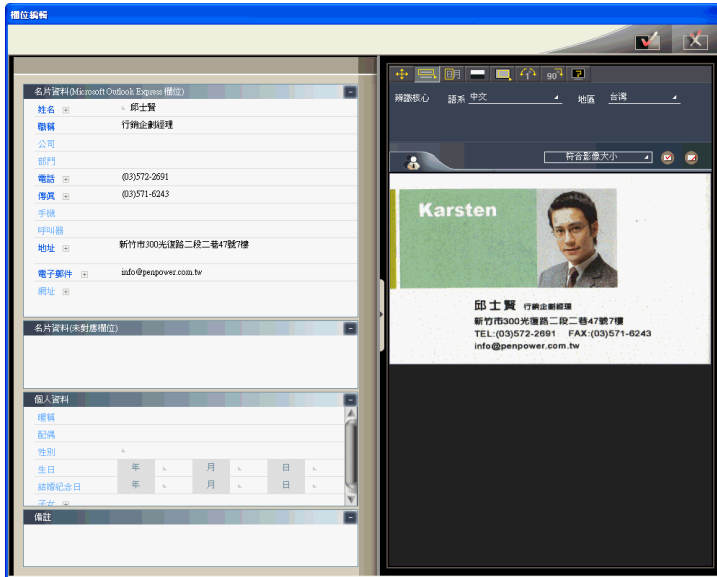 欄位編輯
名片資料(Microsoft Outlook Express 欄位)
姓名 邱士賢
職稱 行銷企劃經理
公司
部門
電話 (03)572-2691
傳真 (03)571-6243
手機
呼叫器
地址 新竹市300光復路二段二巷47號7樓
電子郵件 info@penpower.com.tw
網址
名片資料(未對應欄位)
個人資料
暱稱
配偶
性別
生日 年 月 日
結婚紀念日 年 月 日
子女
備註
90
辨識核心 語系 中文 地區 台灣
符合影像大小
Karsten
邱士賢 行銷企劃經理
新竹市300光復路二段二巷47號7樓
TEL:(03)572-2691 FAX:(03)571-6243
info@penpower.com.tw